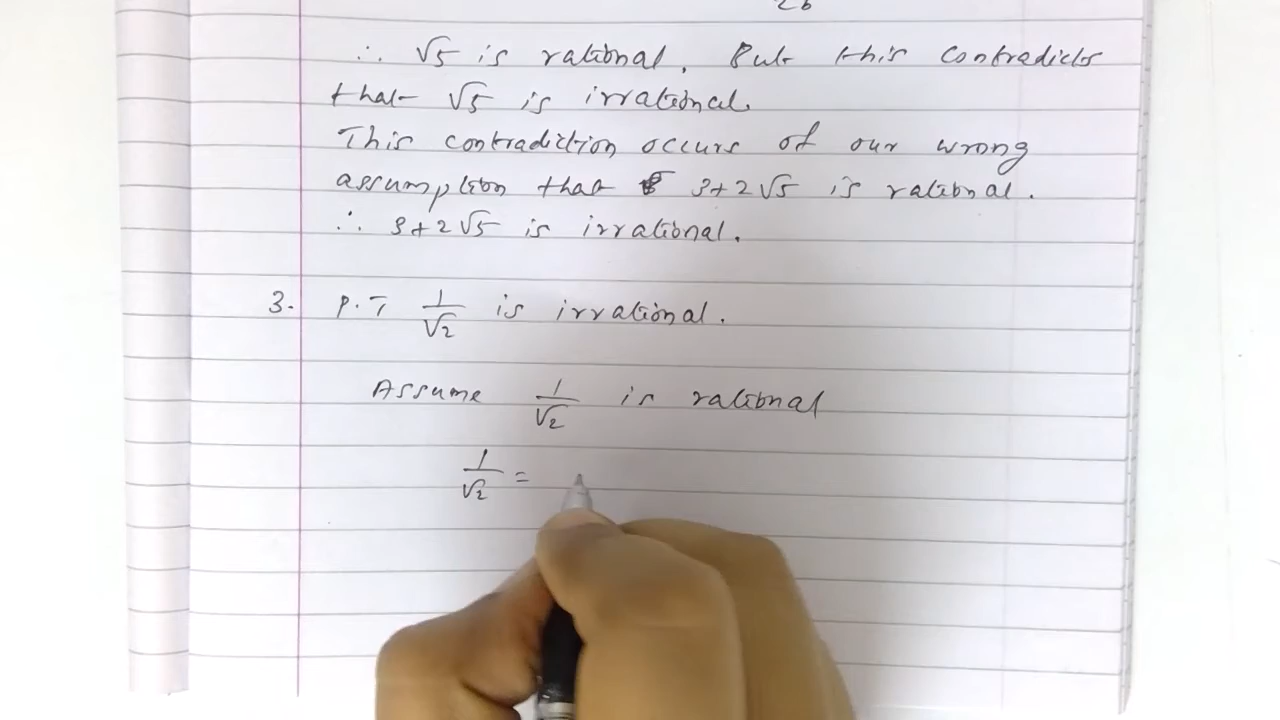 2b
∴ √5 is rational. But this contradicts
that √5 is irrational.
This contradiction occurs of our wrong
assumption that 3+2√5 is rational.
∴ 3+2√5 is irrational.
3. P.T 1/√2 is irrational.
Assume 1/√2 is rational
1/√2 =